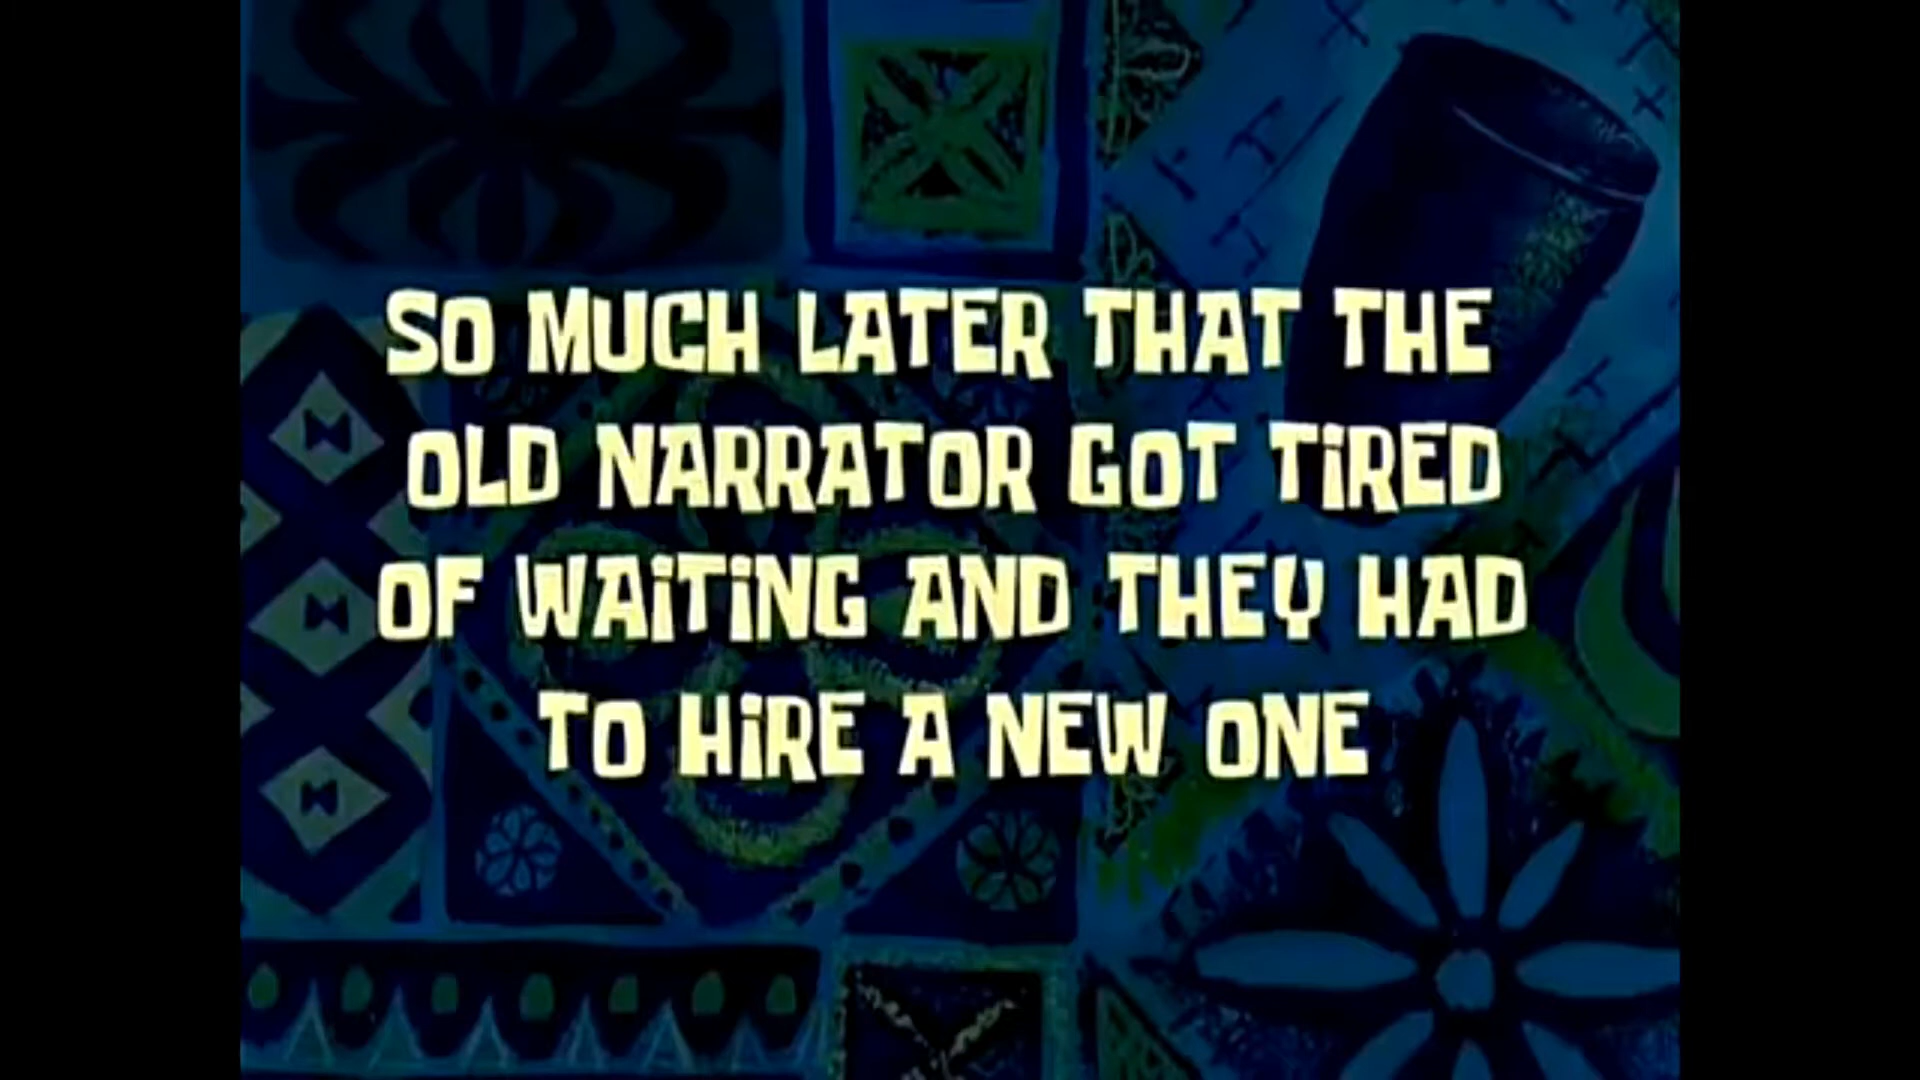 SO MUCH LATER THAT THE
OLD NARRATOR GOT TiRED
OF WAiTiNG AND THEY HAD
TO HiRE A NEW ONE